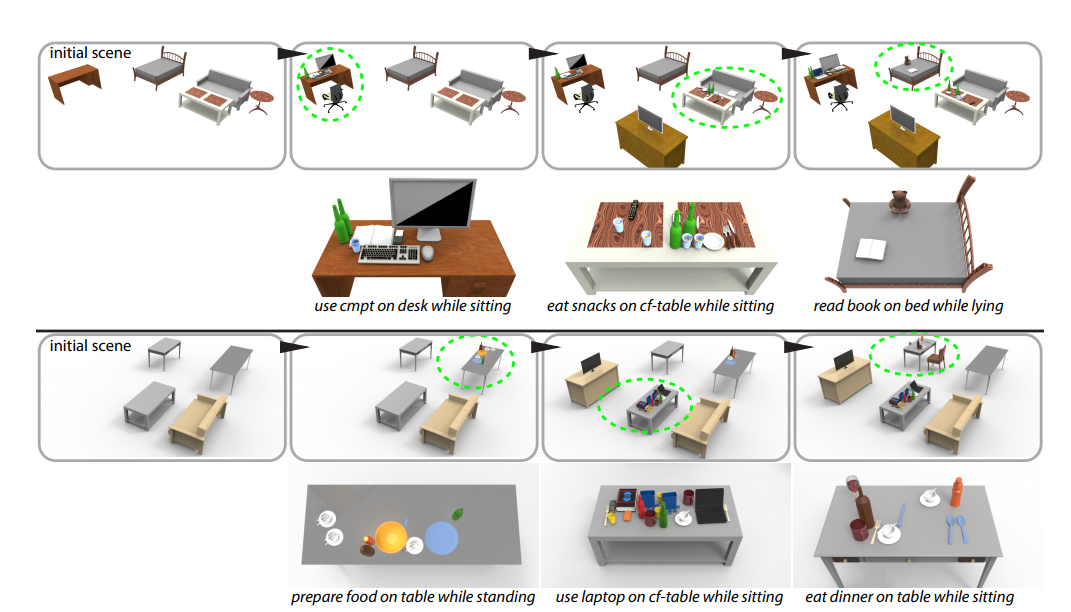 initial scene
use cmpt on desk while sitting
eat snacks on cf-table while sitting
read book on bed while lying
initial scene
prepare food on table while standing
use laptop on cf-table while sitting
eat dinner on table while sitting